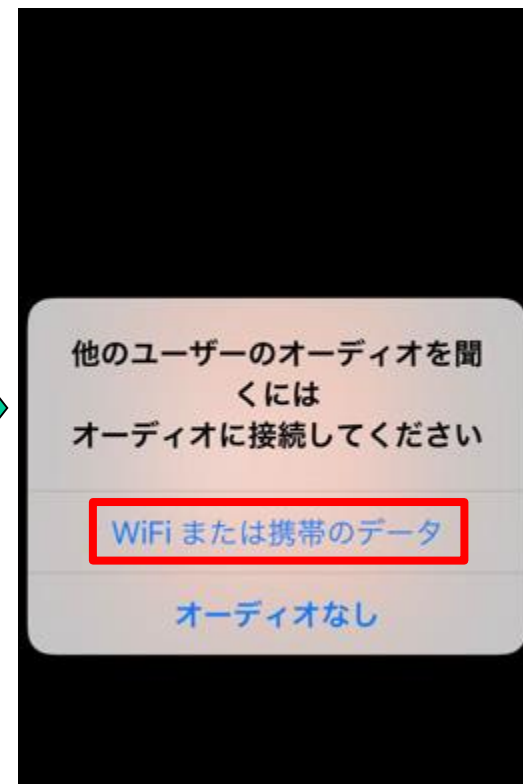 他のユーザーのオーディオを聞
くには
オーディオに接続してください
WiFi または携帯のデータ
オーディオなし